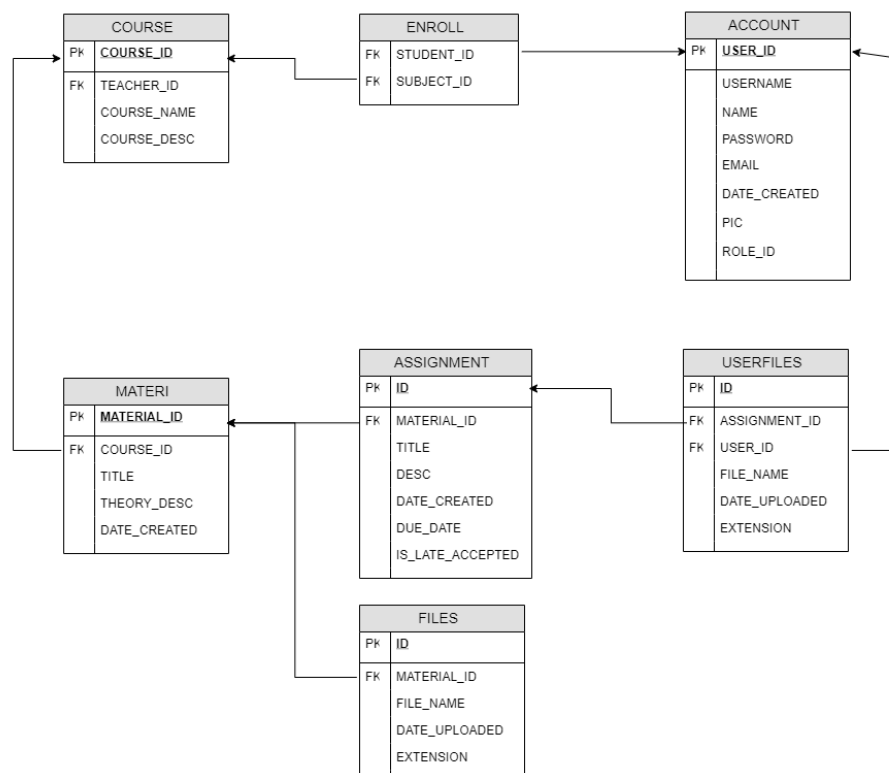 COURSE
PK COURSE_ID
FK TEACHER_ID
COURSE_NAME
COURSE_DESC
ENROLL
FK STUDENT_ID
FK SUBJECT_ID
ACCOUNT
PK USER_ID
USERNAME
NAME
PASSWORD
EMAIL
DATE_CREATED
PIC
ROLE_ID
MATERI
PK MATERIAL_ID
FK COURSE_ID
TITLE
THEORY_DESC
DATE_CREATED
ASSIGNMENT
PK ID
FK MATERIAL_ID
TITLE
DESC
DATE_CREATED
DUE_DATE
IS_LATE_ACCEPTED
USERFILES
PK ID
FK ASSIGNMENT_ID
FK USER_ID
FILE_NAME
DATE_UPLOADED
EXTENSION
FILES
PK ID
FK MATERIAL_ID
FILE_NAME
DATE_UPLOADED
EXTENSION